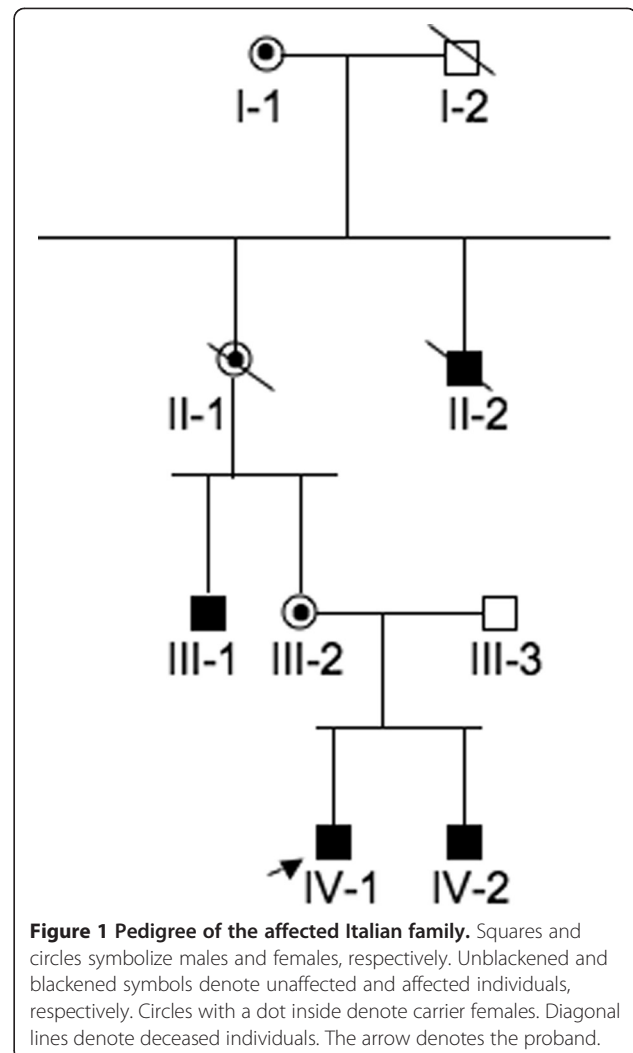 I-1 I-2
II-1 II-2
III-1 III-2 III-3
IV-1 IV-2
Figure 1 Pedigree of the affected Italian family. Squares and
circles symbolize males and females, respectively. Unblackened and
blackened symbols denote unaffected and affected individuals,
respectively. Circles with a dot inside denote carrier females. Diagonal
lines denote deceased individuals. The arrow denotes the proband.